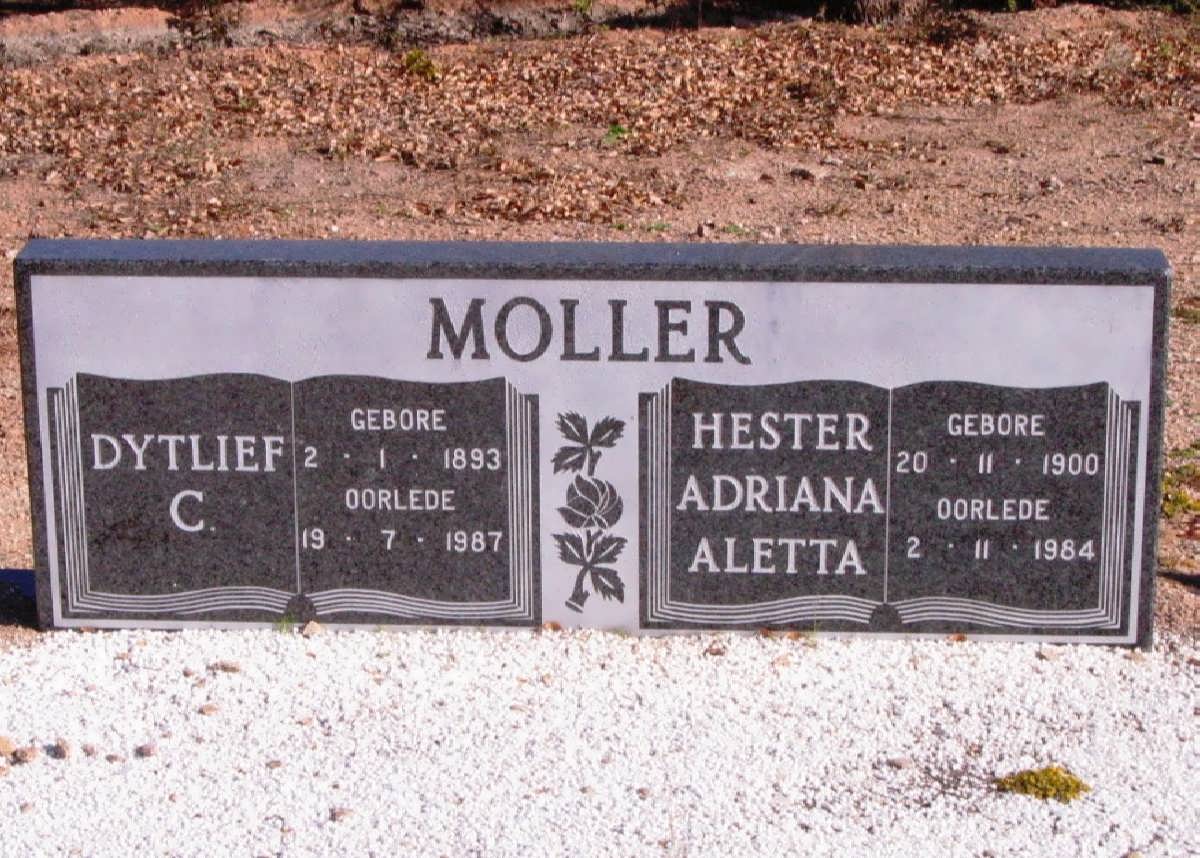 MOLLER
DYTLIEF
C.
GEBORE
2 · 1 · 1893
OORLEDE
19 · 7 · 1987
HESTER
ADRIANA
ALETTA
GEBORE
20 · 11 · 1900
OORLEDE
2 · 11 · 1984